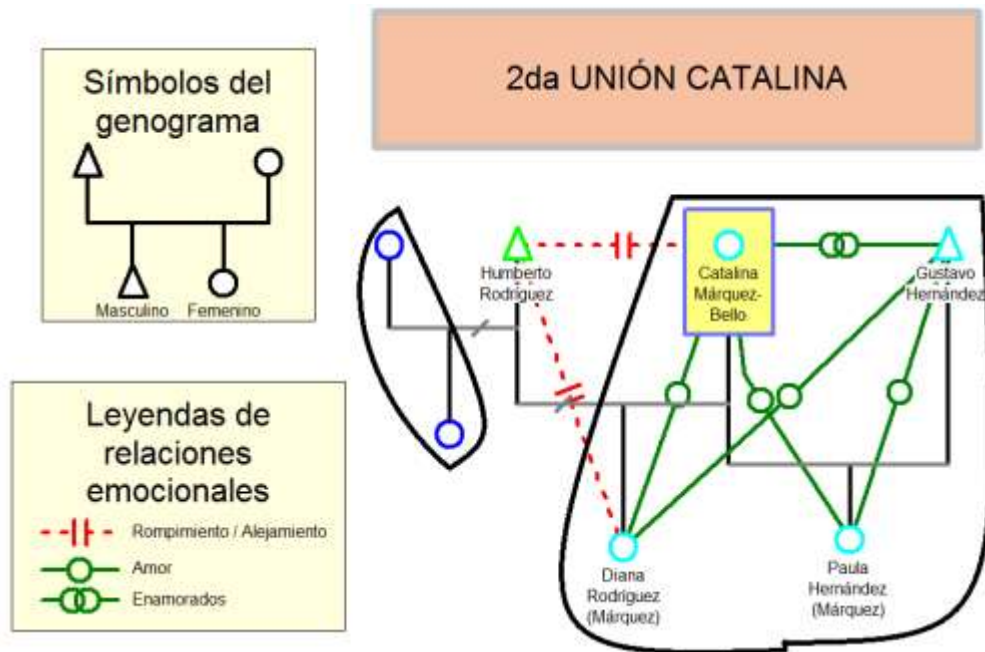 Símbolos del
genograma
Masculino Femenino
2da UNIÓN CATALINA
Humberto
Rodríguez
Catalina
Márquez-
Bello
Gustavo
Hernández
Diana
Rodríguez
(Márquez)
Paula
Hernández
(Márquez)
Leyendas de
relaciones
emocionales
Rompimiento / Alejamiento
Amor
Enamorados